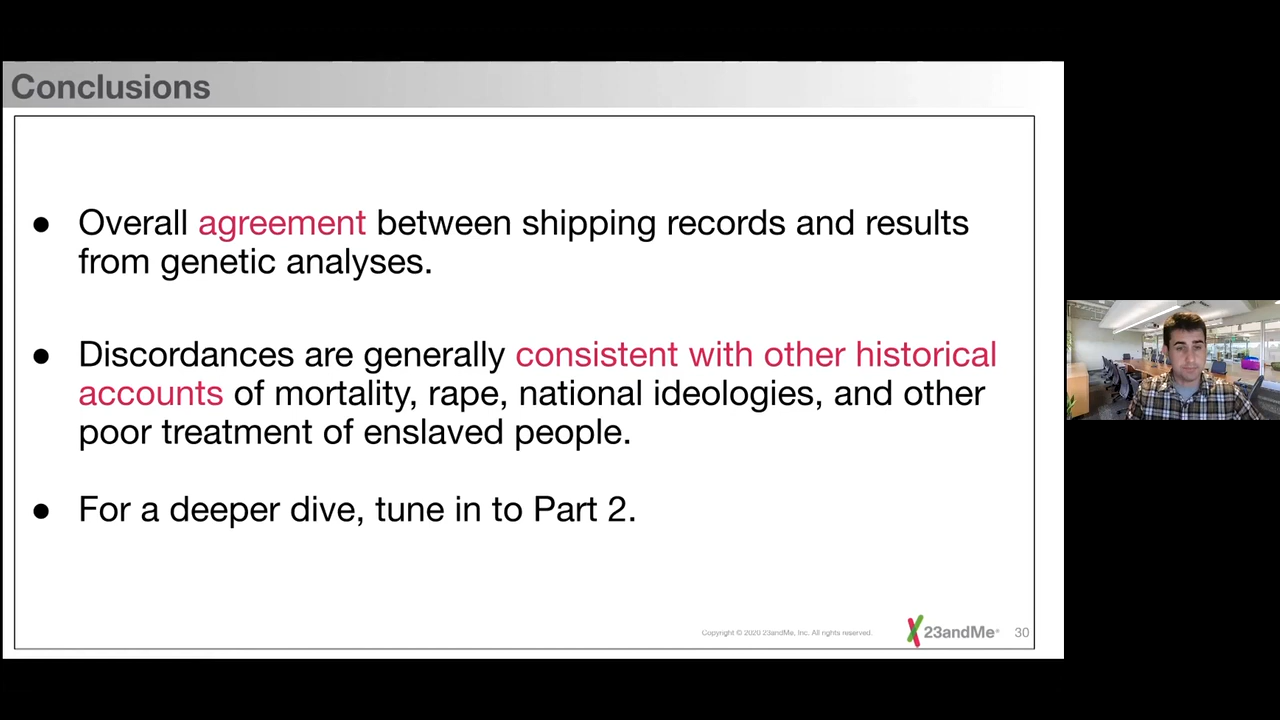 Conclusions
● Overall agreement between shipping records and results
from genetic analyses.
● Discordances are generally consistent with other historical
accounts of mortality, rape, national ideologies, and other
poor treatment of enslaved people.
● For a deeper dive, tune in to Part 2.
Copyright © 2020 23andMe, Inc. All rights reserved.
23andMe®
30